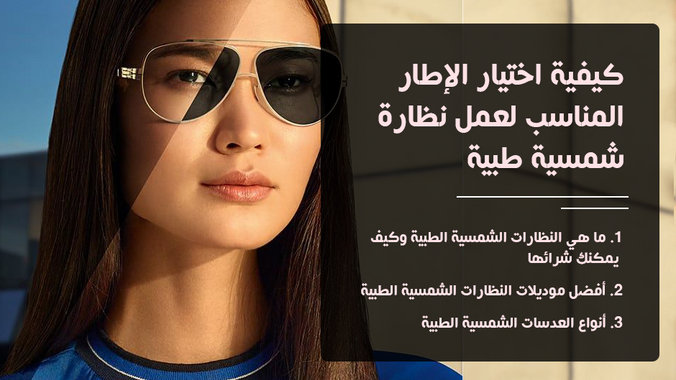 كيفية اختيار الإطار
المناسب لعمل نظارة
شمسية طبية
1. ما هي النظارات الشمسية الطبية وكيف
يمكنك شرائها
2. أفضل موديلات النظارات الشمسية الطبية
3. أنواع العدسات الشمسية الطبية